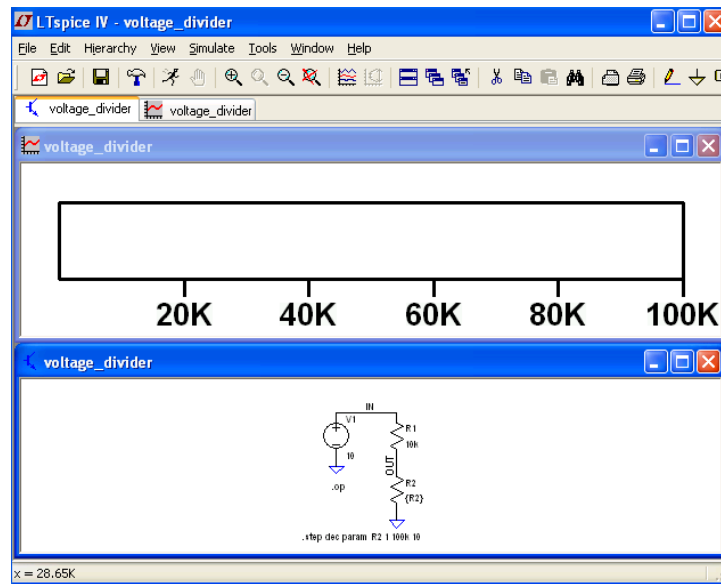 LTspice IV - voltage_divider
File Edit Hierarchy View Simulate Tools Window Help
voltage_divider voltage_divider
voltage_divider
20K 40K 60K 80K 100K
voltage_divider
IN
V1
R1
10k
10
OUT
R2
{R2}
.op
.step dec param R2 1 100k 10
x = 28.65K